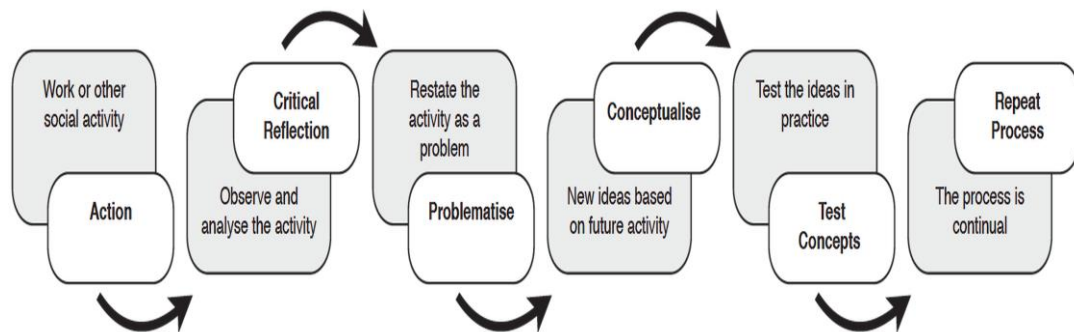 Work or other
social activity
Action
Critical
Reflection
Observe and
analyse the activity
Restate the
activity as a
problem
Problematise
Conceptualise
New ideas based
on future activity
Test the ideas in
practice
Test
Concepts
Repeat
Process
The process is
continual